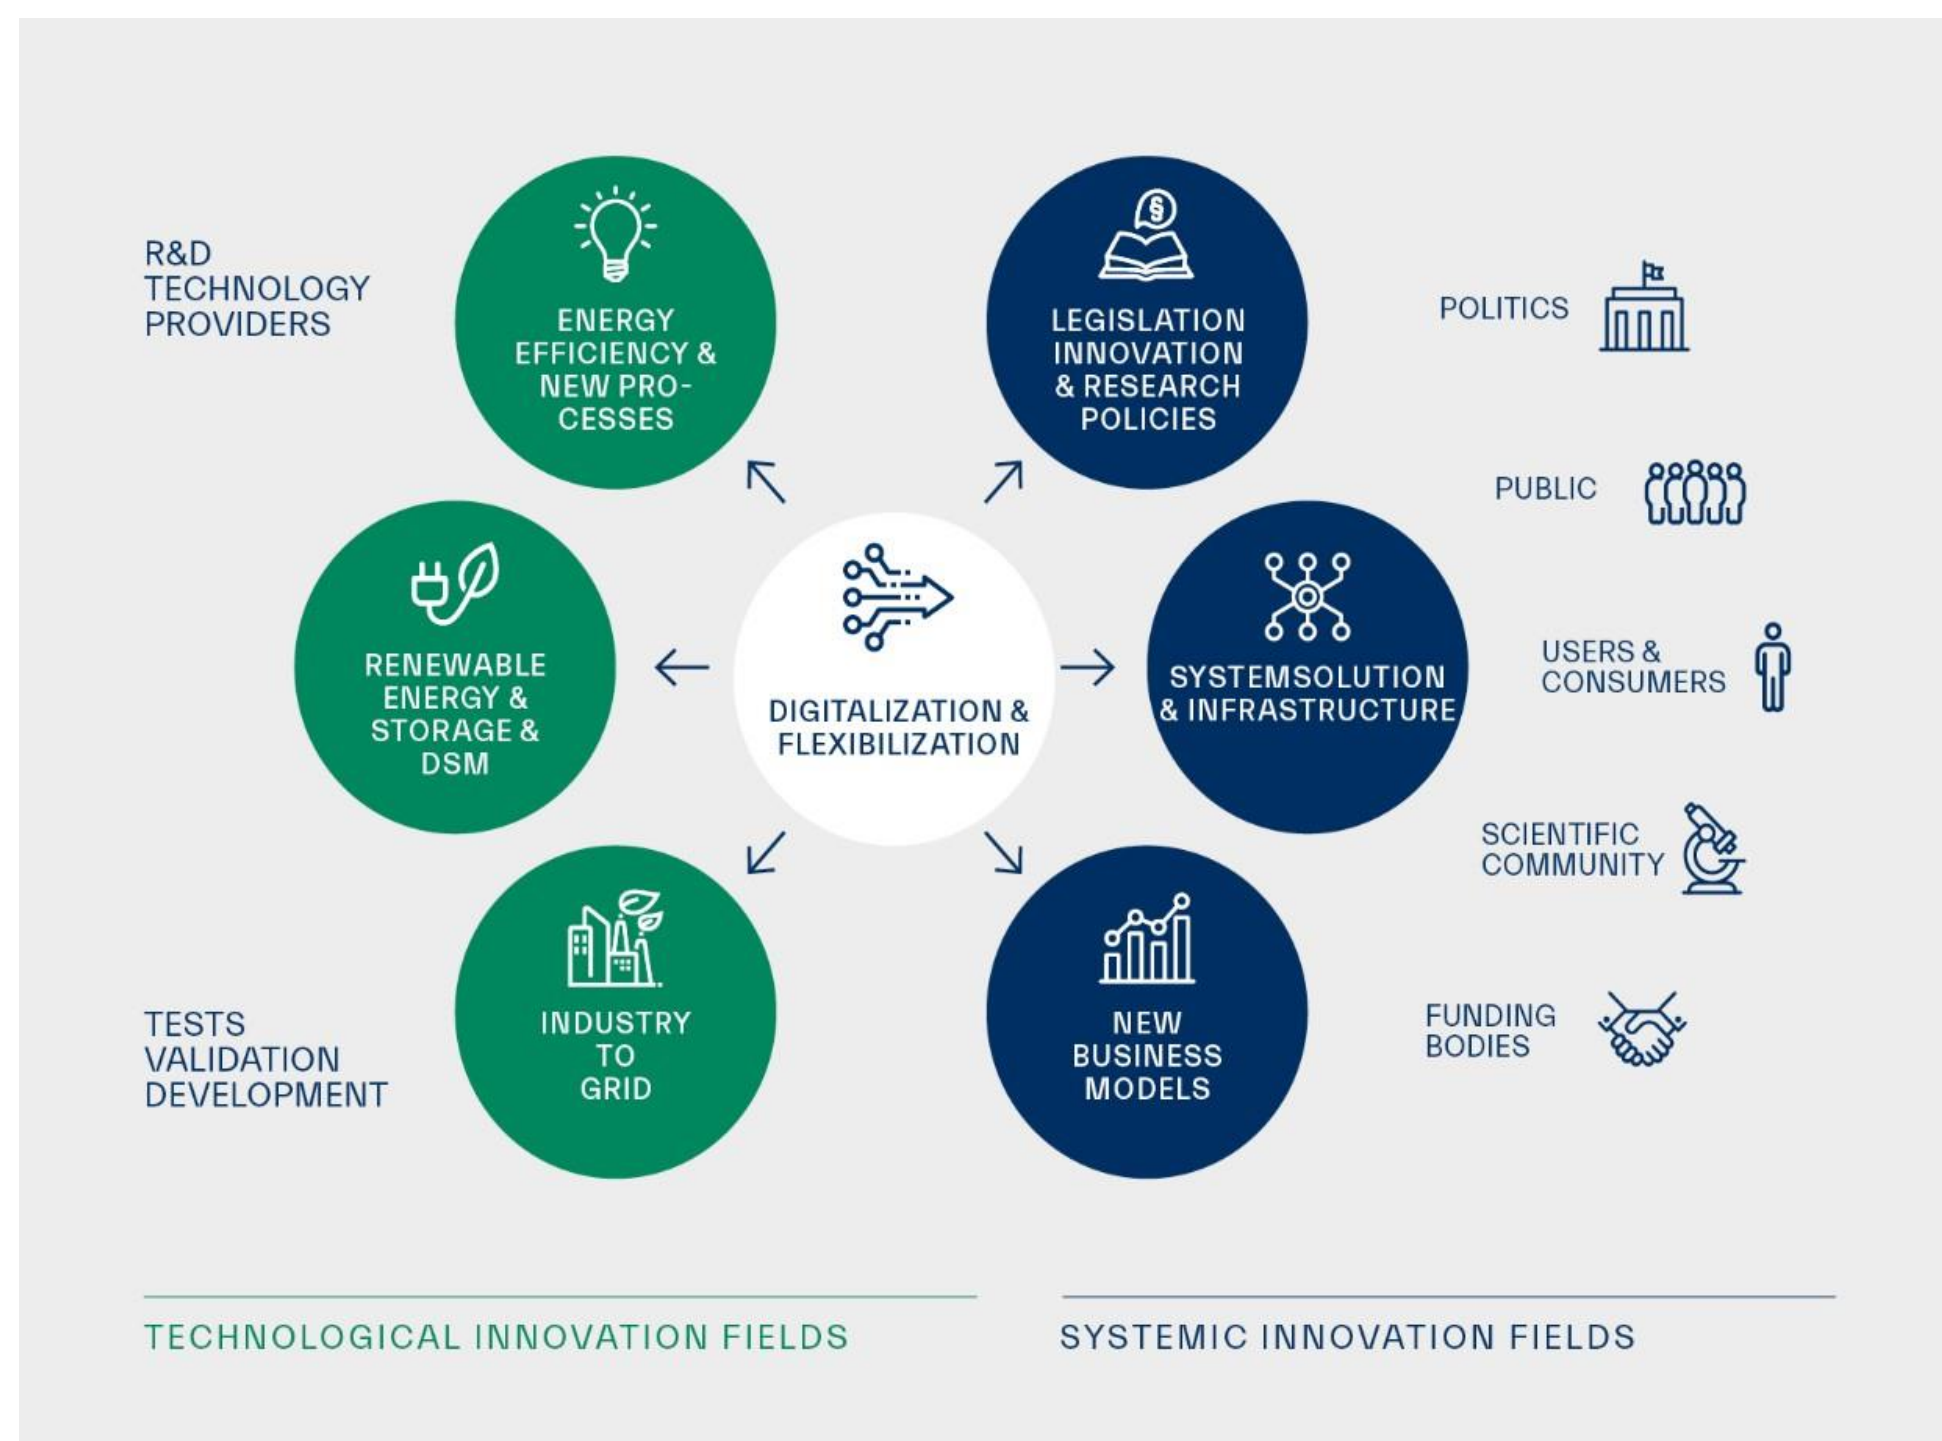 R&D
TECHNOLOGY
PROVIDERS
ENERGY
EFFICIENCY &
NEW PRO-
CESSES
LEGISLATION
INNOVATION
& RESEARCH
POLICIES
§
POLITICS
PUBLIC
RENEWABLE
ENERGY &
STORAGE &
DSM
DIGITALIZATION &
FLEXIBILIZATION
SYSTEMSOLUTION
& INFRASTRUCTURE
USERS &
CONSUMERS
SCIENTIFIC
COMMUNITY
TESTS
VALIDATION
DEVELOPMENT
INDUSTRY
TO
GRID
NEW
BUSINESS
MODELS
FUNDING
BODIES
TECHNOLOGICAL INNOVATION FIELDS
SYSTEMIC INNOVATION FIELDS